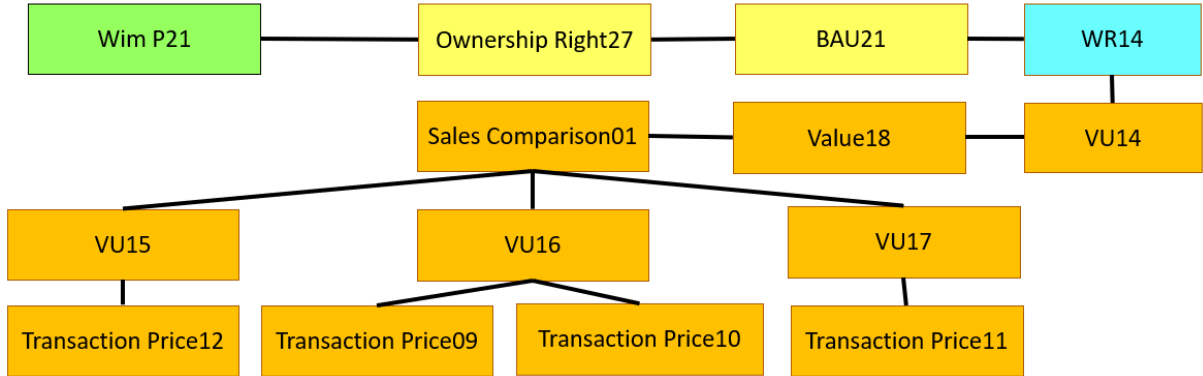 Wim P21
Ownership Right27
BAU21
WR14
Sales Comparison01
Value18
VU14
VU15
VU16
VU17
Transaction Price12
Transaction Price09
Transaction Price10
Transaction Price11